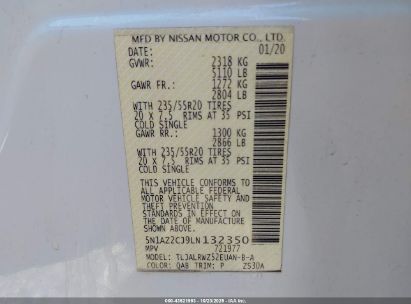 MFD BY NISSAN MOTOR CO., LTD.
DATE: 01/20
GVWR: 2318 KG
5110 LB
GAWR FR.: 1272 KG
2804 LB
WITH 235/55R20 TIRES
20 X 7.5 RIMS AT 35 PSI
COLD SINGLE
GAWR RR.: 1300 KG
2866 LB
WITH 235/55R20 TIRES
20 X 7.5 RIMS AT 35 PSI
COLD SINGLE
THIS VEHICLE CONFORMS TO
ALL APPLICABLE FEDERAL
MOTOR VEHICLE SAFETY AND
THEFT PREVENTION
STANDARDS IN EFFECT ON THE
DATE OF MANUFACTURE
SHOWN ABOVE.
5N1AZ2CJ9LN132350
MPV 721977
MODEL: TLJALRWZ52EUAN-B-A
COLOR: QAB TRIM: P Z530A